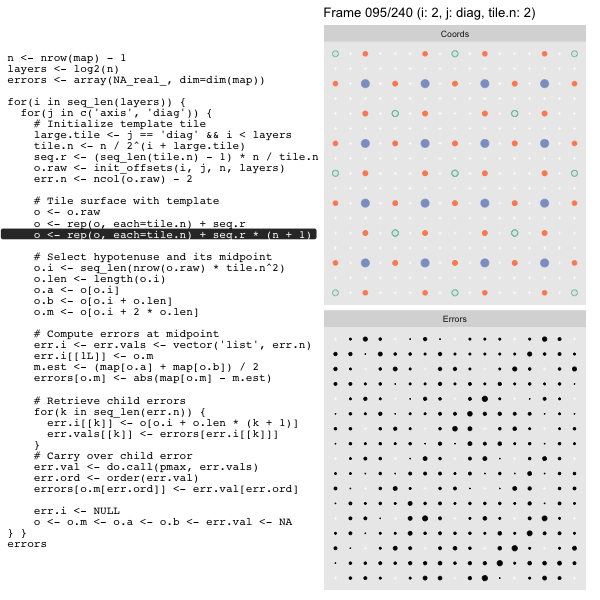 Frame 095/240 (i: 2, j: diag, tile.n: 2)
n <- nrow(map) - 1
layers <- log2(n)
errors <- array(NA_real_, dim=dim(map))
for(i in seq_len(layers)) {
  for(j in c('axis', 'diag')) {
    # Initialize template tile
    large.tile <- j == 'diag' && i < layers
    tile.n <- n / 2^(i + large.tile)
    seq.r <- (seq_len(tile.n) - 1) * n / tile.n
    o.raw <- init_offsets(i, j, n, layers)
    err.n <- ncol(o.raw) - 2
    # Tile surface with template
    o <- o.raw
    o <- rep(o, each=tile.n) + seq.r
    o <- rep(o, each=tile.n) + seq.r * (n + 1)
    # Select hypotenuse and its midpoint
    o.i <- seq_len(nrow(o.raw) * tile.n^2)
    o.len <- length(o.i)
    o.a <- o[o.i]
    o.b <- o[o.i + o.len]
    o.m <- o[o.i + 2 * o.len]
    # Compute errors at midpoint
    err.i <- err.vals <- vector('list', err.n)
    err.i[[1L]] <- o.m
    m.est <- (map[o.a] + map[o.b]) / 2
    errors[o.m] <- abs(map[o.m] - m.est)
    # Retrieve child errors
    for(k in seq_len(err.n)) {
      err.i[[k]] <- o[o.i + o.len * (k + 1)]
      err.vals[[k]] <- errors[err.i[[k]]]
    }
    # Carry over child error
    err.val <- do.call(pmax, err.vals)
    err.ord <- order(err.val)
    errors[o.m[err.ord]] <- err.val[err.ord]
    err.i <- NULL
    o <- o.m <- o.a <- o.b <- err.val <- NA
} }
errors
Coords
Errors